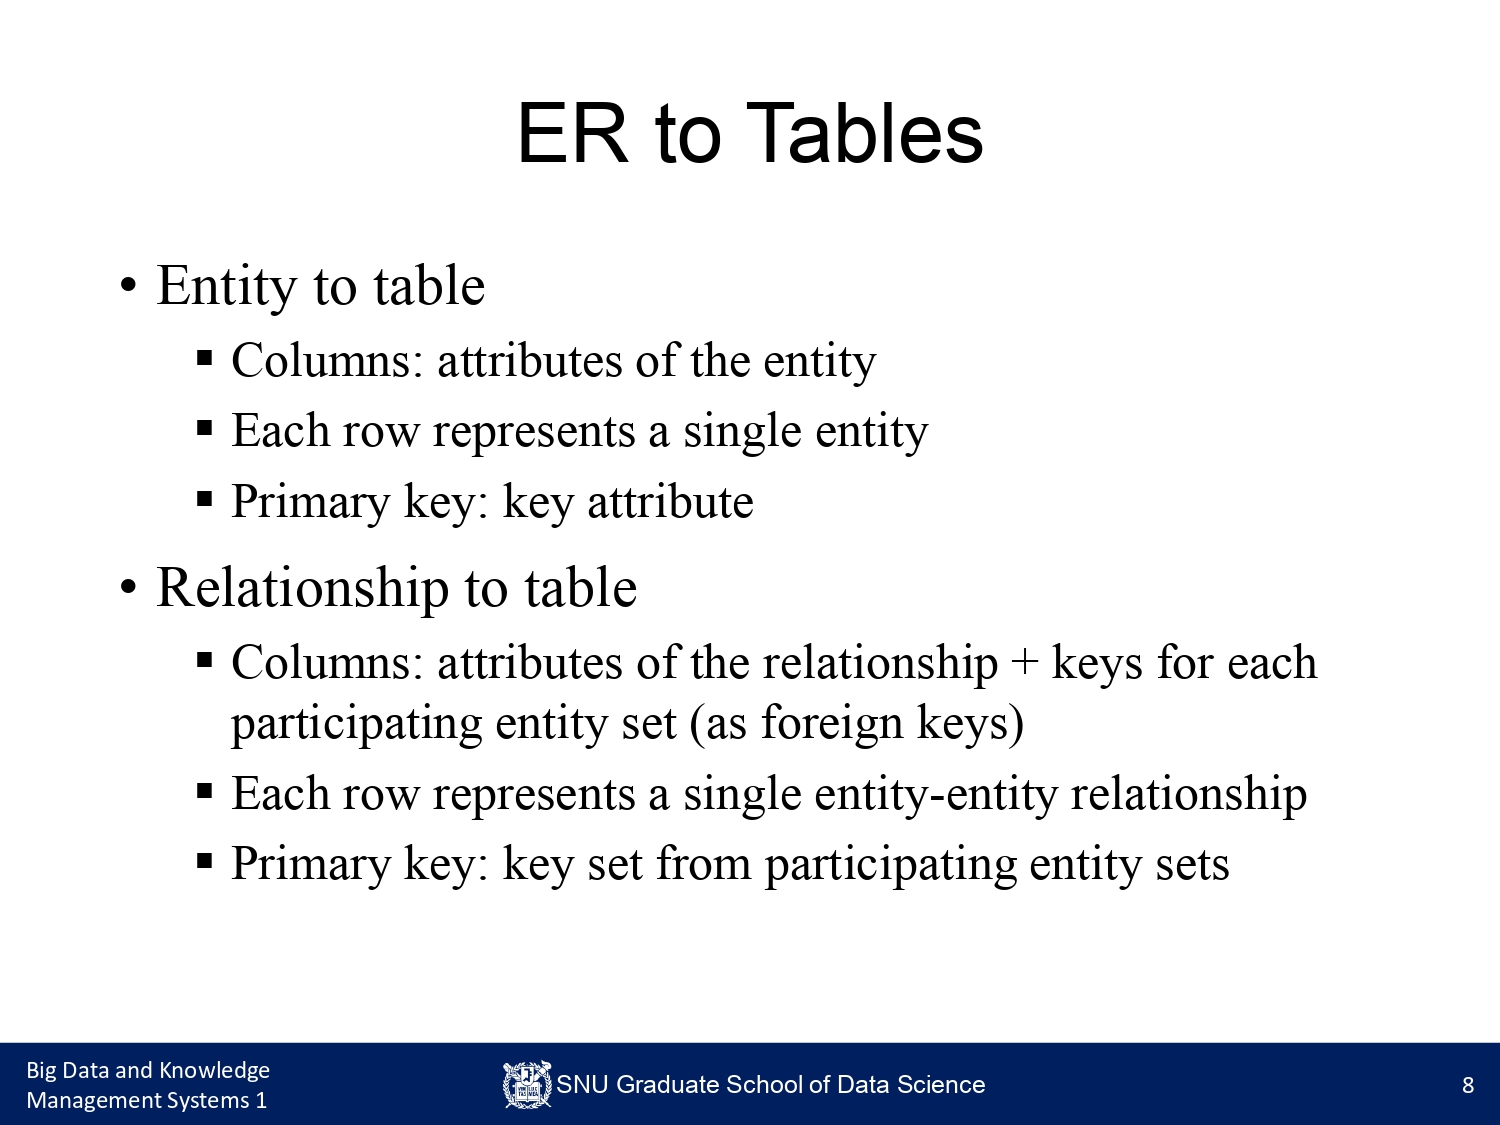 ER to Tables
• Entity to table
▪ Columns: attributes of the entity
▪ Each row represents a single entity
▪ Primary key: key attribute
• Relationship to table
▪ Columns: attributes of the relationship + keys for each
participating entity set (as foreign keys)
▪ Each row represents a single entity-entity relationship
▪ Primary key: key set from participating entity sets
Big Data and Knowledge
Management Systems 1
SNU Graduate School of Data Science
8